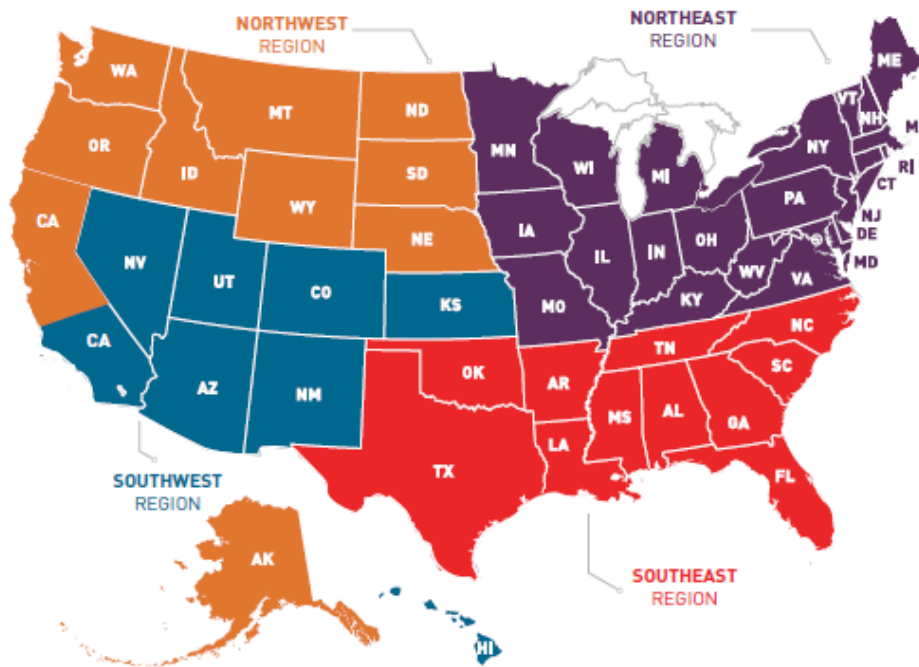 NORTHWEST
REGION
NORTHEAST
REGION
WA
MT
ND
OR
ID
SD
WY
NE
CA
NV
UT
CO
KS
CA
AZ
NM
MN
WI
MI
IA
IL
IN
OH
MO
KY
WV
VA
PA
NY
VT
NH
ME
M
RI
CT
NJ
DE
MD
OK
AR
TN
NC
SC
MS
AL
GA
LA
TX
FL
SOUTHWEST
REGION
AK
HI
SOUTHEAST
REGION